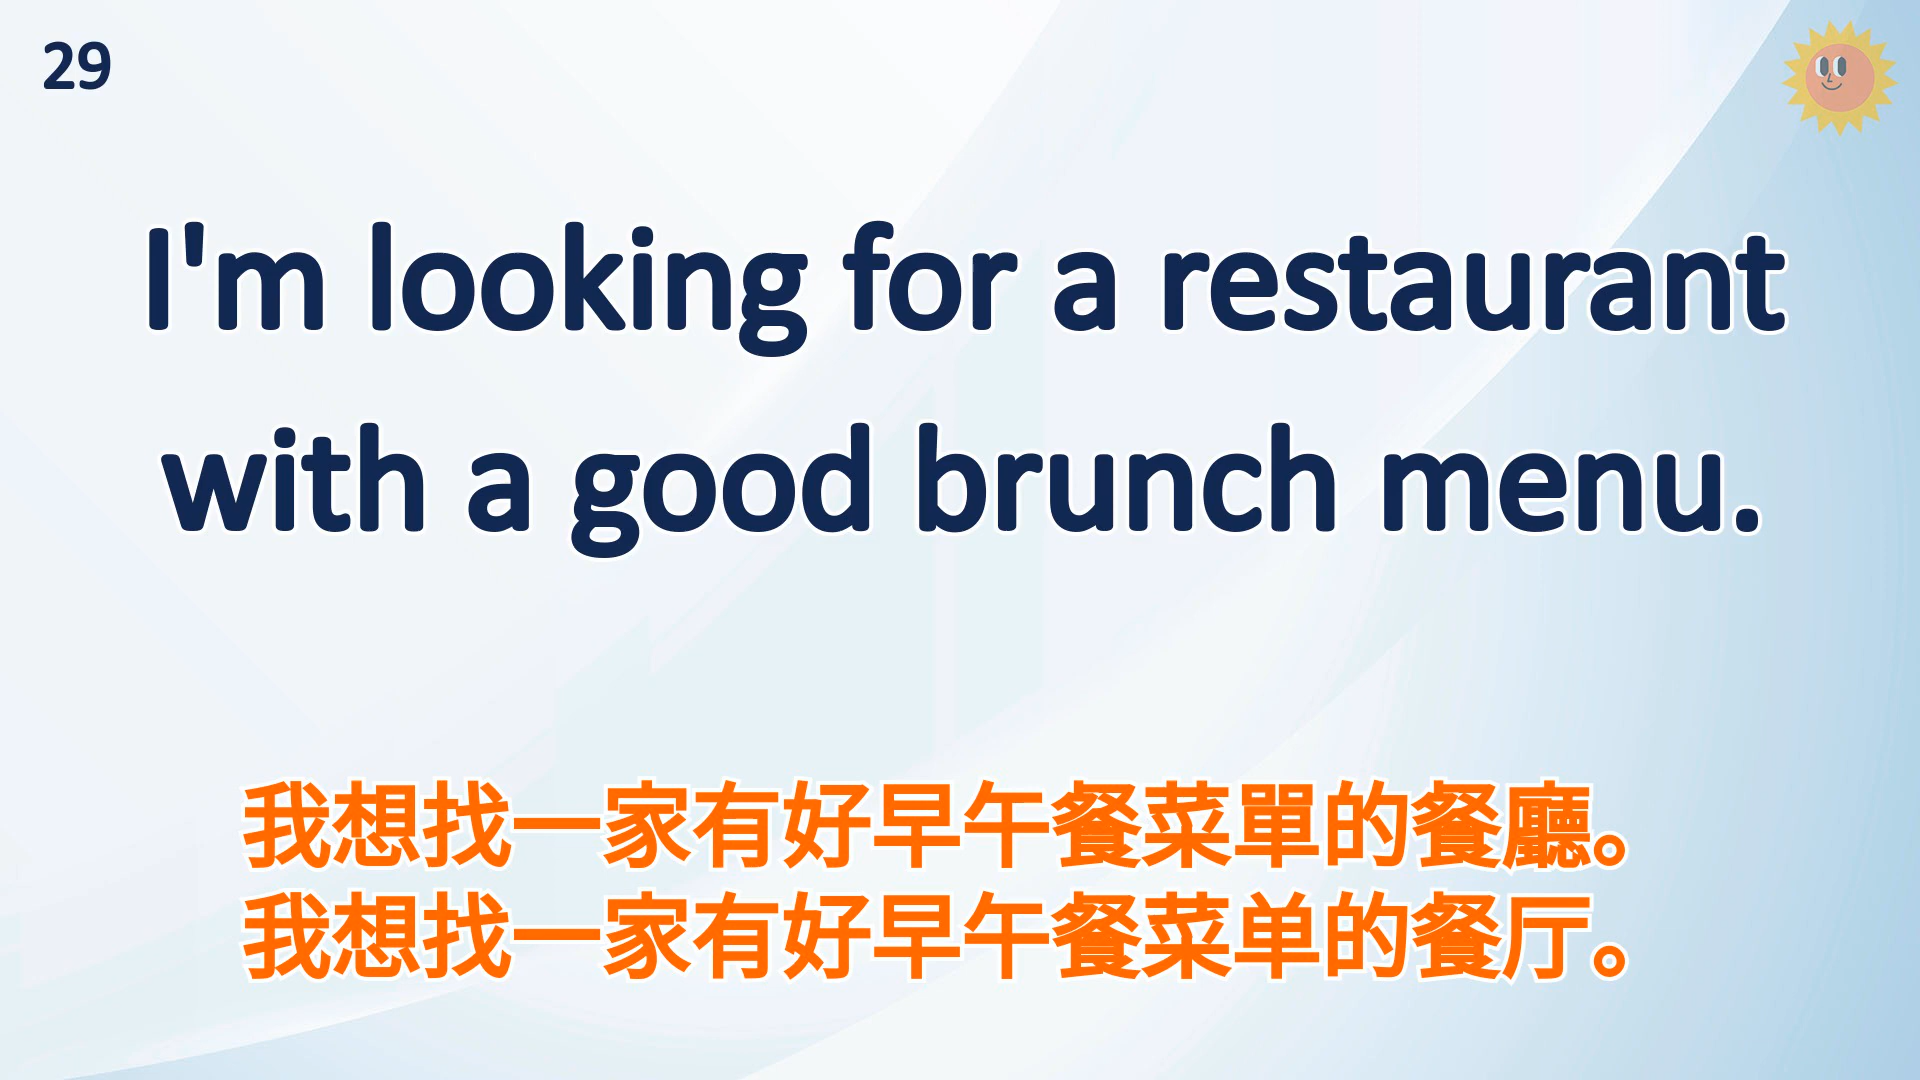 29
I'm looking for a restaurant
with a good brunch menu.
我想找一家有好早午餐菜單的餐廳。
我想找一家有好早午餐菜单的餐厅。